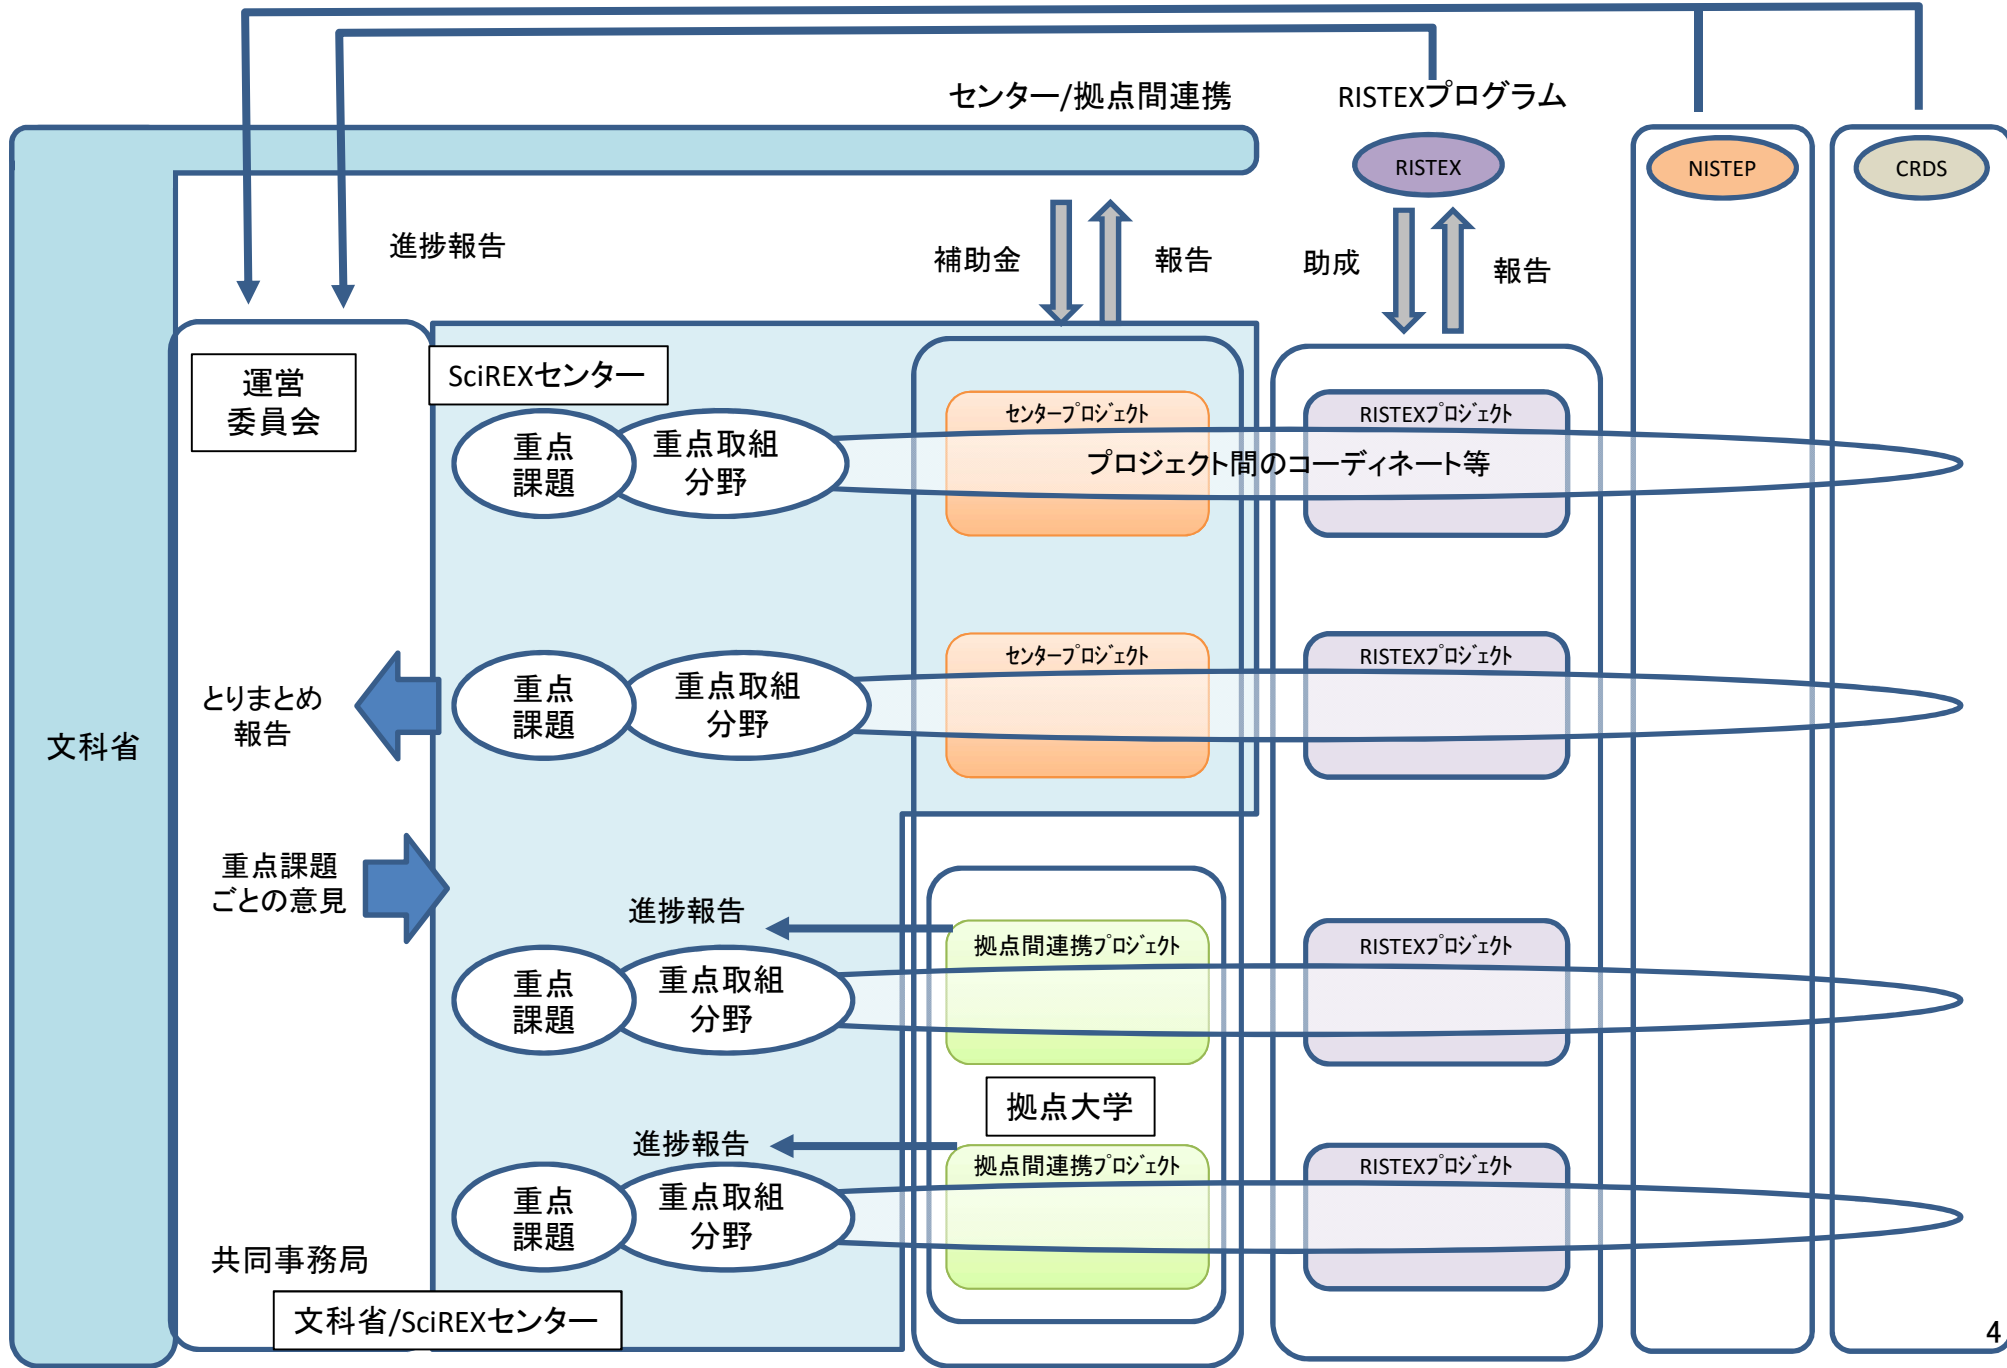 センター/拠点間連携
RISTEXプログラム
RISTEX
NISTEP
CRDS
進捗報告
補助金
報告
助成
報告
運営
委員会
SciREXセンター
重点
課題
重点取組
分野
センタープロジェクト
RISTEXプロジェクト
プロジェクト間のコーディネート等
文科省
とりまとめ
報告
重点
課題
重点取組
分野
センタープロジェクト
RISTEXプロジェクト
重点課題
ごとの意見
進捗報告
重点
課題
重点取組
分野
拠点間連携プロジェクト
RISTEXプロジェクト
拠点大学
進捗報告
重点
課題
重点取組
分野
拠点間連携プロジェクト
RISTEXプロジェクト
共同事務局
文科省/SciREXセンター
4